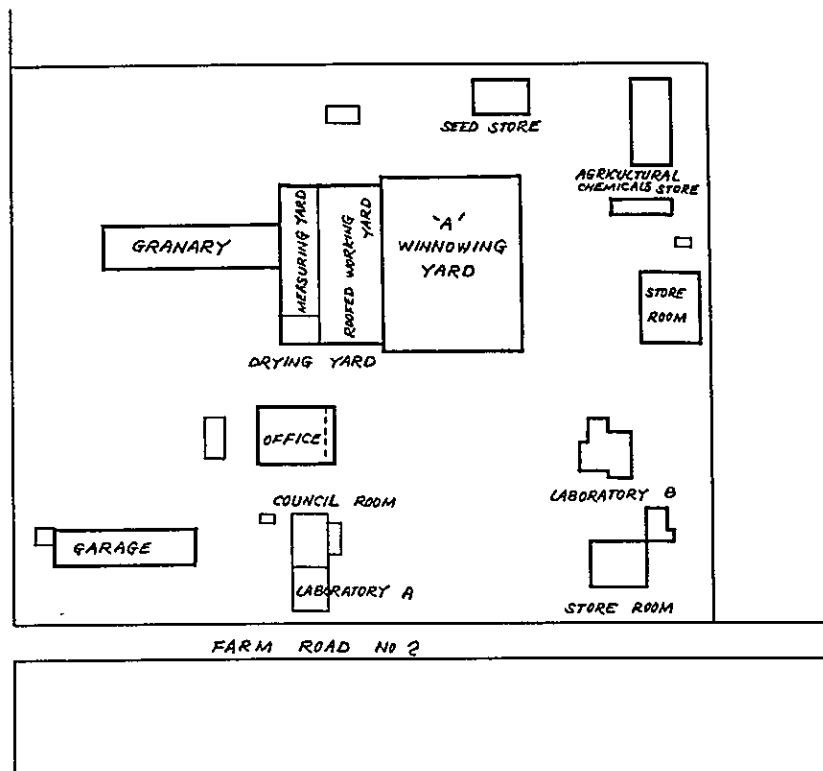 SEED STORE
AGRICULTURAL
CHEMICALS STORE
GRANARY
MEASURING YARD
ROOFED WORKING
YARD
'A'
WINNOWING
YARD
STORE
ROOM
DRYING YARD
OFFICE
COUNCIL ROOM
LABORATORY B
GARAGE
LABORATORY A
STORE ROOM
FARM ROAD NO 2